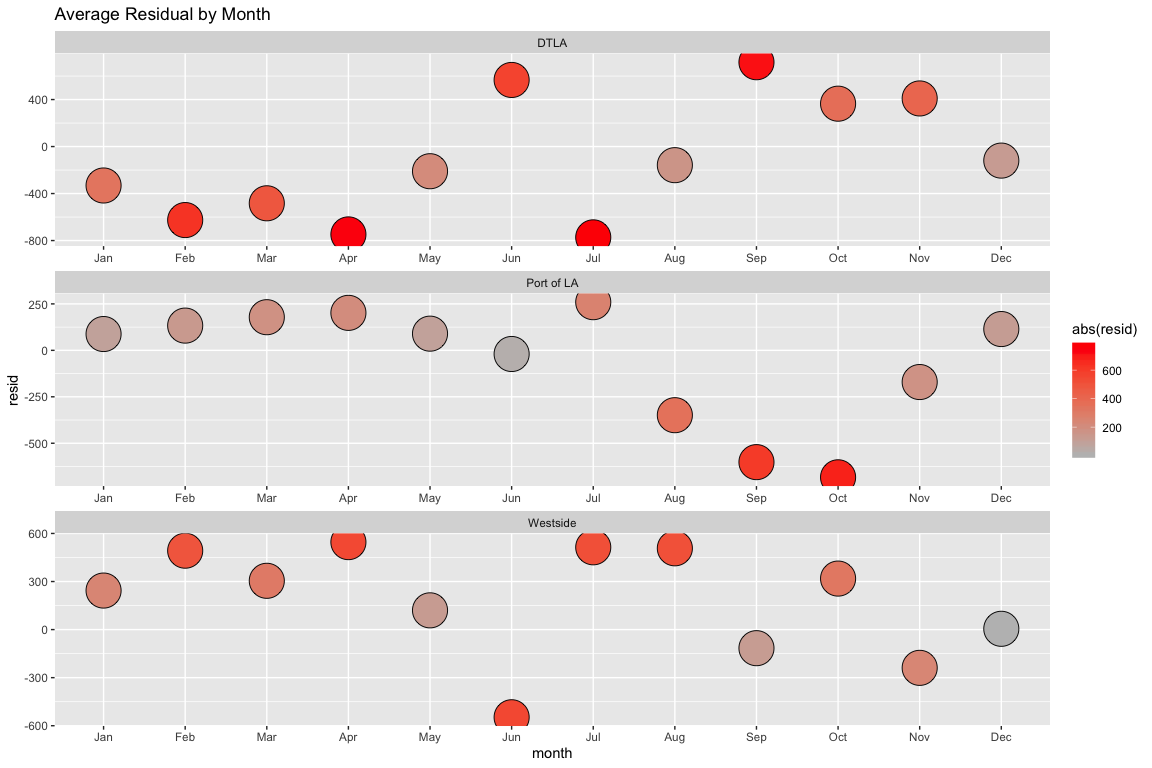 Average Residual by Month
DTLA
400
0
-400
-800
Jan Feb Mar Apr May Jun Jul Aug Sep Oct Nov Dec
Port of LA
250
0
-250
-500
Jan Feb Mar Apr May Jun Jul Aug Sep Oct Nov Dec
Westside
600
300
0
-300
-600
Jan Feb Mar Apr May Jun Jul Aug Sep Oct Nov Dec
month
resid
abs(resid)
600
400
200